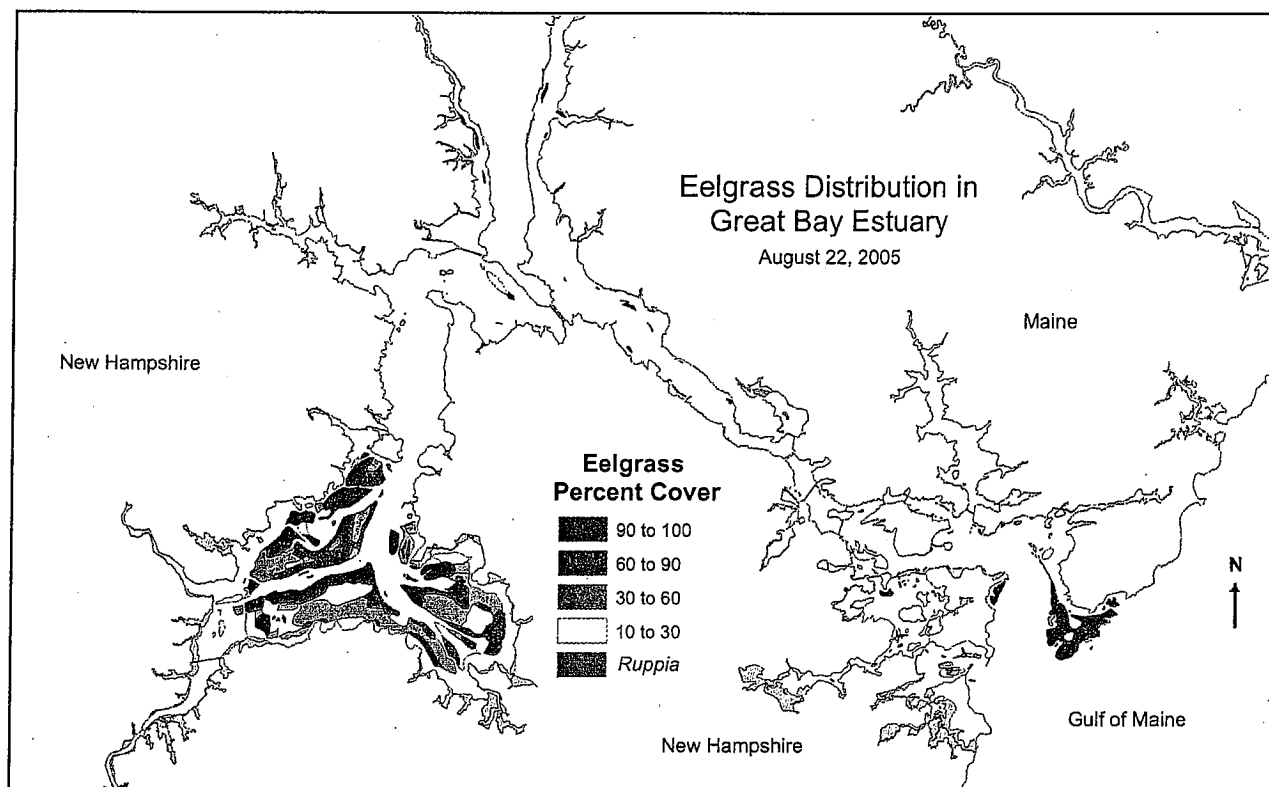 Eelgrass Distribution in
Great Bay Estuary
August 22, 2005
Maine
New Hampshire
Eelgrass
Percent Cover
90 to 100
60 to 90
30 to 60
10 to 30
Ruppia
N
Gulf of Maine
New Hampshire